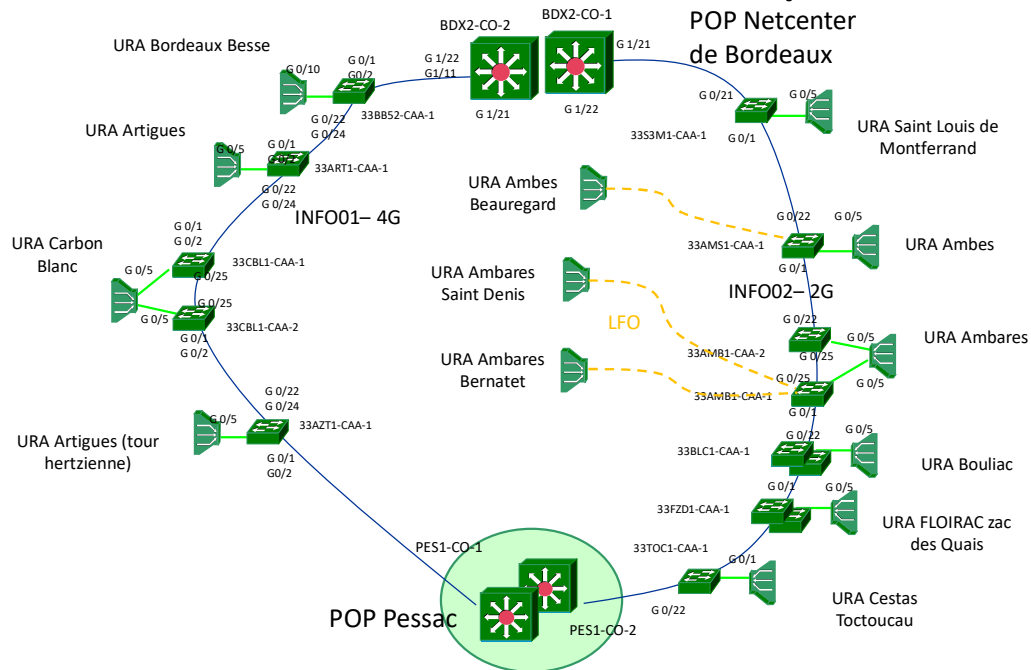 BDX2-CO-1
BDX2-CO-2
POP Netcenter
de Bordeaux
URA Bordeaux Besse
G 0/10
G 0/1
G0/2
G 1/22
G1/11
G 1/21
G 1/21
G 1/22
G 0/22
G 0/24
33BB52-CAA-1
G 0/21
G 0/5
G 0/1
33S3M1-CAA-1
URA Saint Louis de
Montferrand
URA Artigues
G 0/5
G 0/1
33ART1-CAA-1
G 0/22
G 0/24
INFO01– 4G
URA Ambes
Beauregard
G 0/22
G 0/5
33AMS1-CAA-1
G 0/1
URA Ambes
URA Carbon
Blanc
G 0/1
G 0/2
G 0/5
33CBL1-CAA-1
G 0/25
G 0/25
G 0/5
33CBL1-CAA-2
G 0/1
G 0/2
URA Ambares
Saint Denis
INFO02– 2G
LFO
G 0/22
G 0/5
33AMB1-CAA-2
G 0/25
URA Ambares
URA Ambares
Bernatet
G 0/25
G 0/5
33AMB1-CAA-1
G 0/1
G 0/22
G 0/24
G 0/5
33AZT1-CAA-1
G 0/1
G0/2
URA Artigues (tour
hertzienne)
G 0/22
G 0/5
33BLC1-CAA-1
URA Bouliac
G 0/1
G 0/5
33FZD1-CAA-1
URA FLOIRAC zac
des Quais
33TOC1-CAA-1
G 0/1
G 0/22
URA Cestas
Toctoucau
PES1-CO-1
POP Pessac
PES1-CO-2